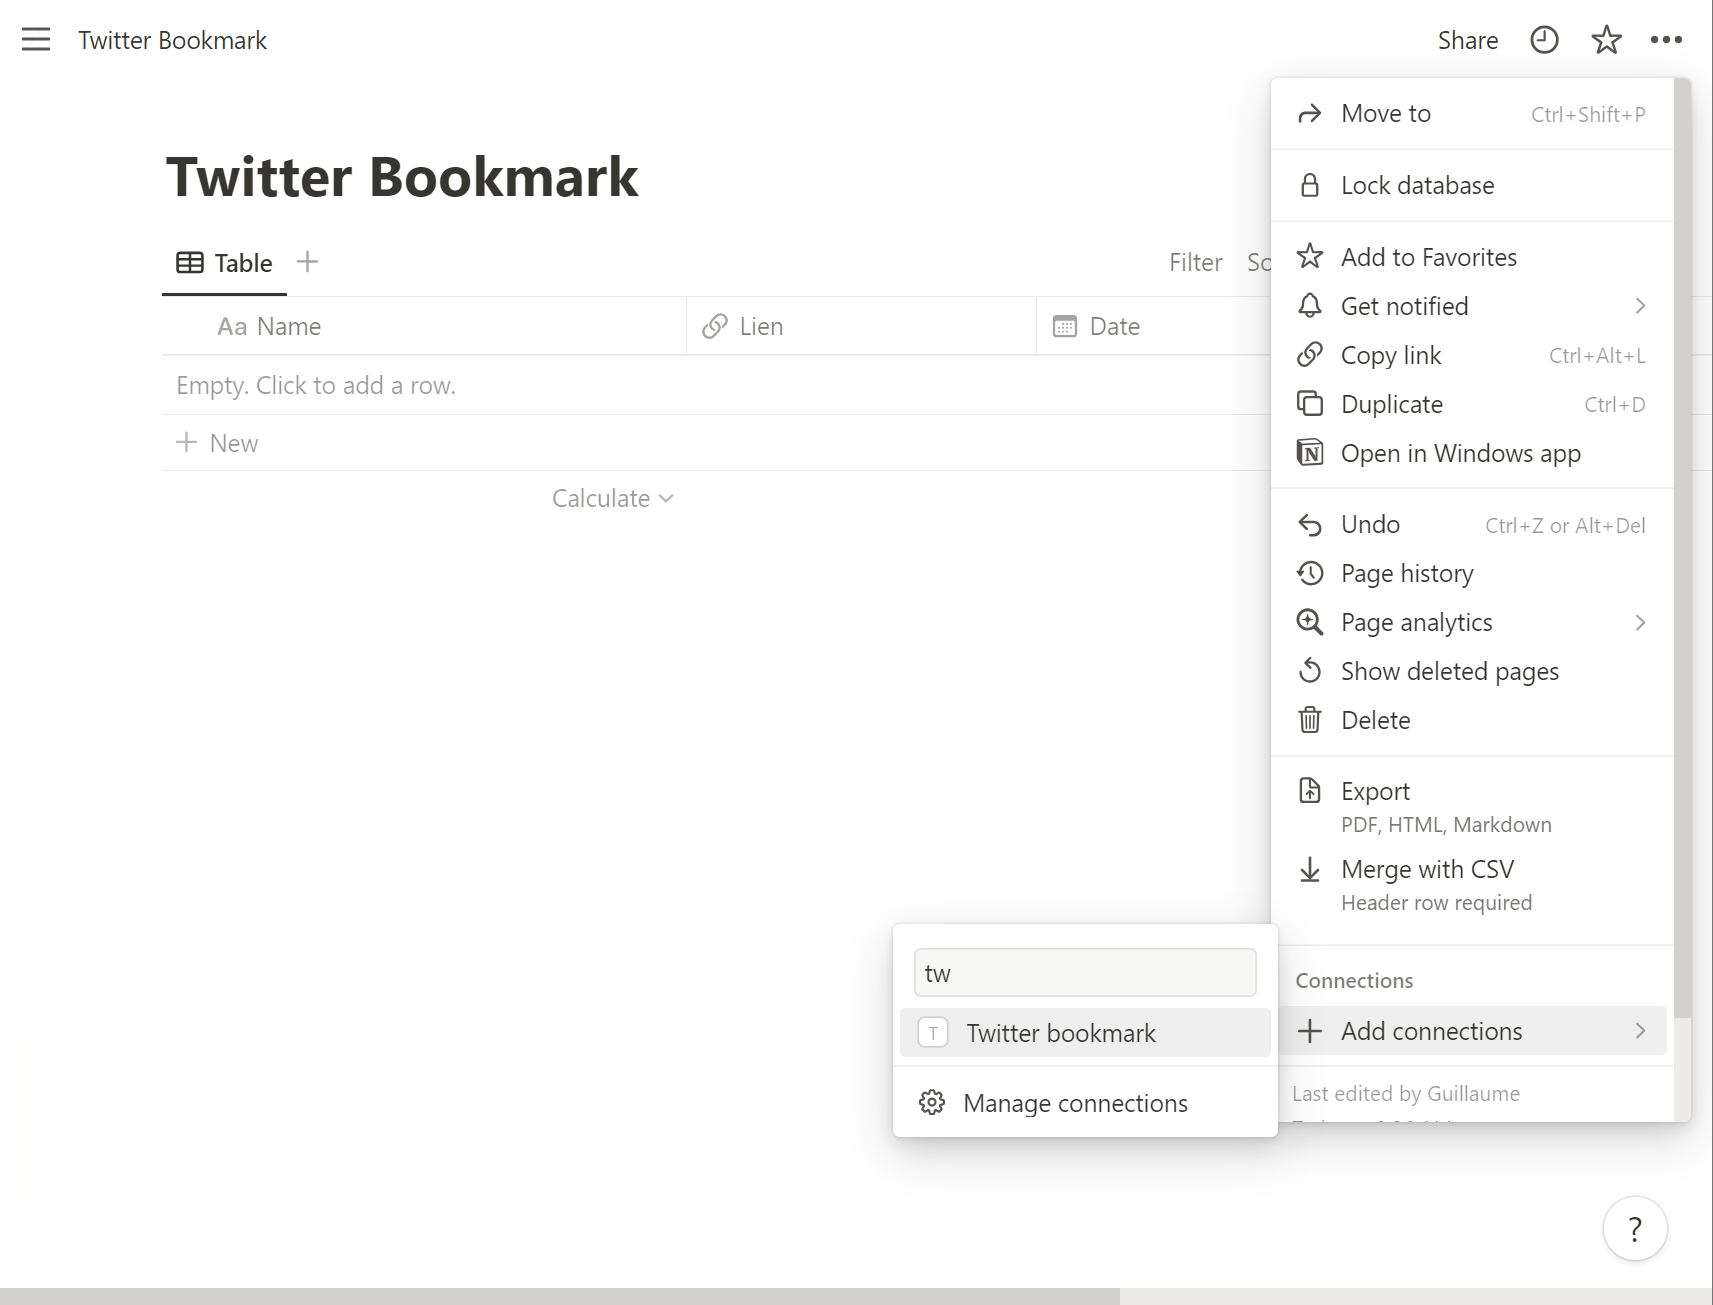 Twitter Bookmark
Share
Twitter Bookmark
Table
Filter
Aa Name
Lien
Date
Empty. Click to add a row.
New
Calculate
Move to Ctrl+Shift+P
Lock database
Add to Favorites
Get notified
Copy link Ctrl+Alt+L
Duplicate Ctrl+D
Open in Windows app
Undo Ctrl+Z or Alt+Del
Page history
Page analytics
Show deleted pages
Delete
Export
PDF, HTML, Markdown
Merge with CSV
Header row required
Connections
Add connections
Last edited by Guillaume
tw
T Twitter bookmark
Manage connections
?